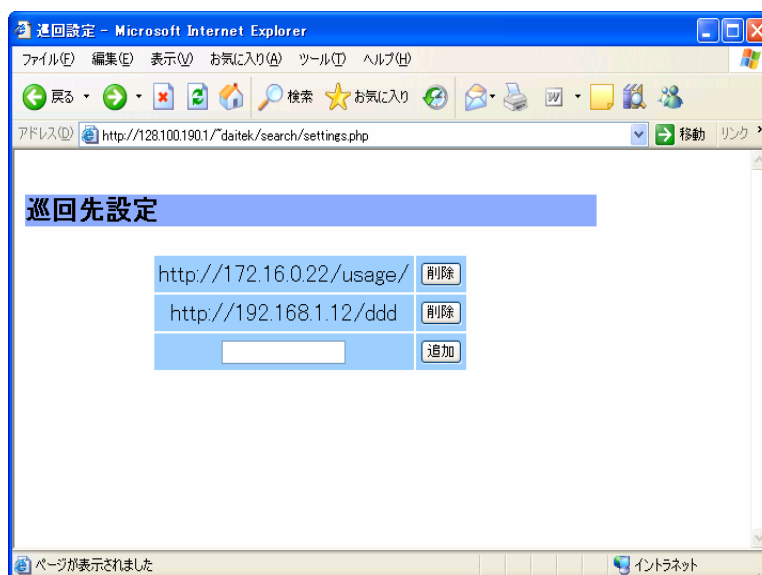 巡回設定 - Microsoft Internet Explorer
ファイル(F) 編集(E) 表示(V) お気に入り(A) ツール(T) ヘルプ(H)
戻る 検索 お気に入り W
アドレス(D) http://128.100.190.1/~daitek/search/settings.php 移動 リンク »
巡回先設定
http://172.16.0.22/usage/ 削除
http://192.168.1.12/ddd 削除
追加
ページが表示されました イントラネット